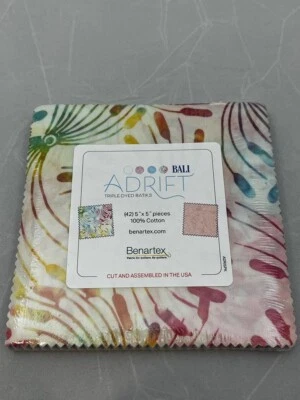 BALI
ADRIFT
TRIPLE DYED BATIKS
(42) 5" x 5" pieces
100% Cotton
benartex.com
Benartex
CUT AND ASSEMBLED IN THE USA